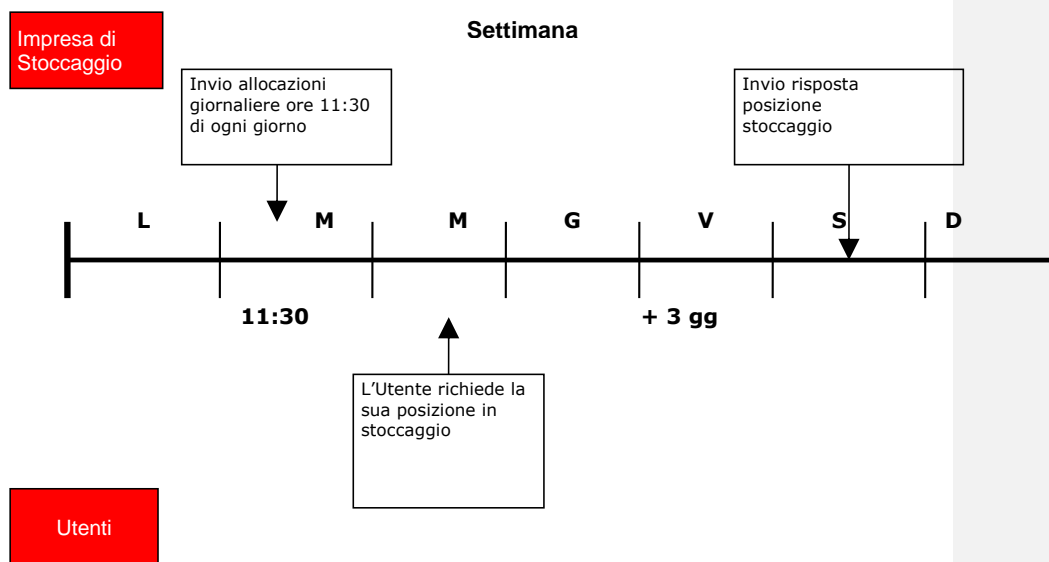 Impresa di
Stoccaggio
Settimana
Invio allocazioni
giornaliere ore 11:30
di ogni giorno
Invio risposta
posizione
stoccaggio
L M M G V S D
11:30 + 3 gg
L’Utente richiede la
sua posizione in
stoccaggio
Utenti